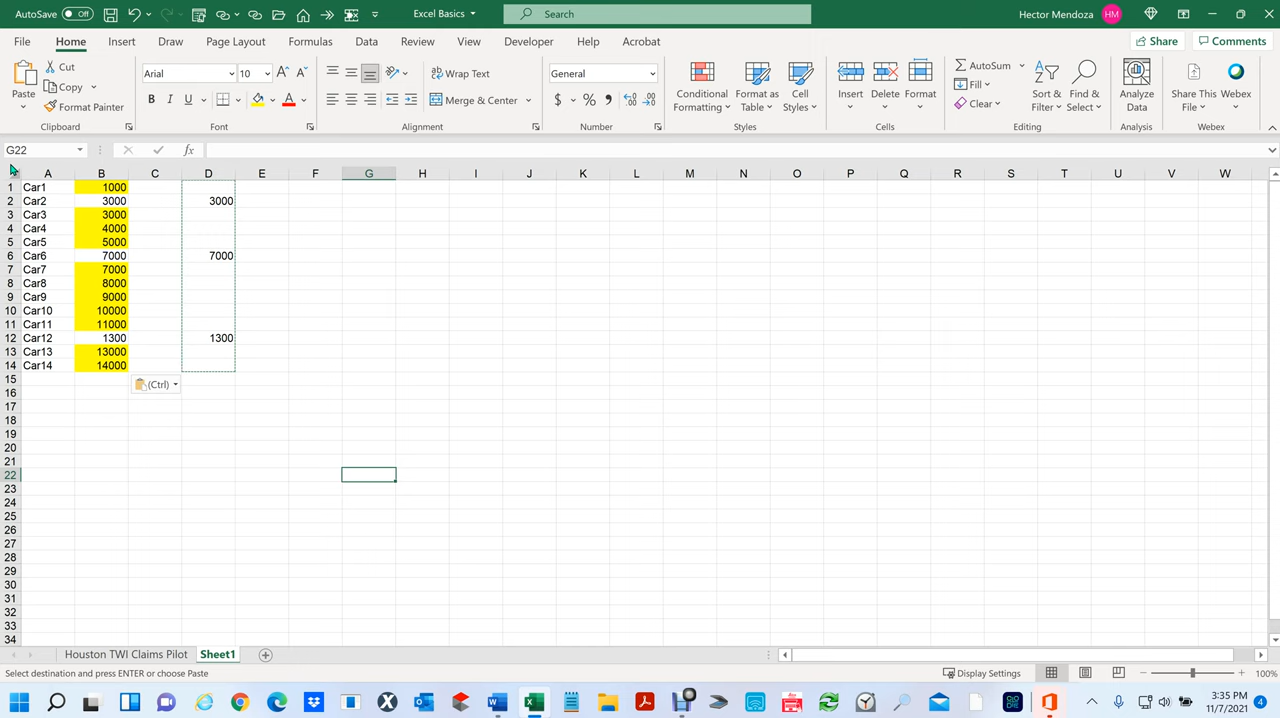 AutoSave Off Excel Basics Search Hector Mendoza HM
File Home Insert Draw Page Layout Formulas Data Review View Developer Help Acrobat Share Comments
Paste Cut Copy Format Painter
Arial 10 B I U A
Wrap Text Merge & Center
General $ %
Conditional Formatting Format as Table Cell Styles
Insert Delete Format
AutoSum Fill Clear Sort & Filter Find & Select
Analyze Data Share This File Webex
Clipboard Font Alignment Number Styles Cells Editing Analysis Webex
G22 fx
A B C D E F G H I J K L M N O P Q R S T U V W
1 Car1 1000
2 Car2 3000 3000
3 Car3 3000
4 Car4 4000
5 Car5 5000
6 Car6 7000 7000
7 Car7 7000
8 Car8 8000
9 Car9 9000
10 Car10 10000
11 Car11 11000
12 Car12 1300 1300
13 Car13 13000
14 Car14 14000
15 (Ctrl)
16
17
18
19
20
21
22
23
24
25
26
27
28
29
30
31
32
33
34
Houston TWI Claims Pilot Sheet1
Select destination and press ENTER or choose Paste Display Settings 100%
3:35 PM
11/7/2021 4